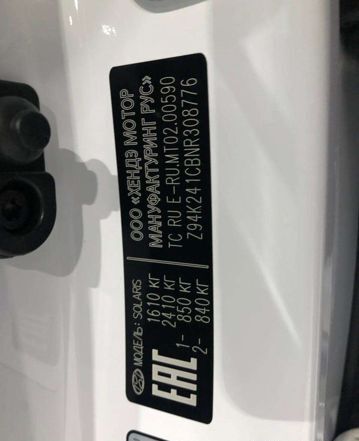 ООО «ХЕНДЭ МОТОР
МАНУФАКТУРИНГ РУС»
TC RU E-RU.MT02.00590
Z94K241CBNR308776
МОДЕЛЬ: SOLARIS
1610 КГ
2410 КГ
1- 850 КГ
2- 840 КГ
EAC